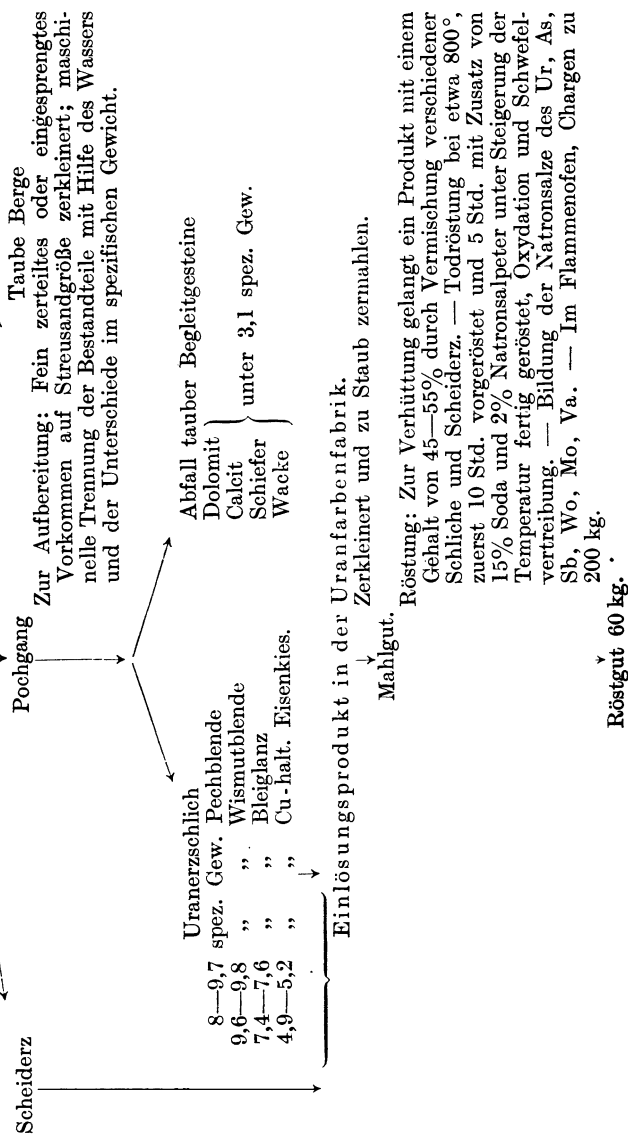 Taube Berge
Scheiderz
Pochgang
Zur Aufbereitung: Fein zerteiltes oder eingesprengtes
Vorkommen auf Streusandgröße zerkleinert; maschi-
nelle Trennung der Bestandteile mit Hilfe des Wassers
und der Unterschiede im spezifischen Gewicht.
Uranerzschlich
8—9,7 spez. Gew. Pechblende
9,6—9,8 „ „ Wismutblende
7,4—7,6 „ „ Bleiglanz
4,9—5,2 „ „ Cu-halt. Eisenkies.
Abfall tauber Begleitgesteine
Dolomit
Calcit
Schiefer
Wacke
unter 3,1 spez. Gew.
Einlösungsprodukt in der Uranfarbenfabrik.
Zerkleinert und zu Staub zermahlen.
Mahlgut.
Röstung: Zur Verhüttung gelangt ein Produkt mit einem
Gehalt von 45—55% durch Vermischung verschiedener
Schliche und Scheiderz. — Todröstung bei etwa 800°,
zuerst 10 Std. vorgeröstet und 5 Std. mit Zusatz von
15% Soda und 2% Natronsalpeter unter Steigerung der
Temperatur fertig geröstet, Oxydation und Schwefel-
vertreibung. — Bildung der Natronsalze des Ur, As,
Sb, Wo, Mo, Va. — Im Flammenofen, Chargen zu
200 kg.
Röstgut 60 kg.